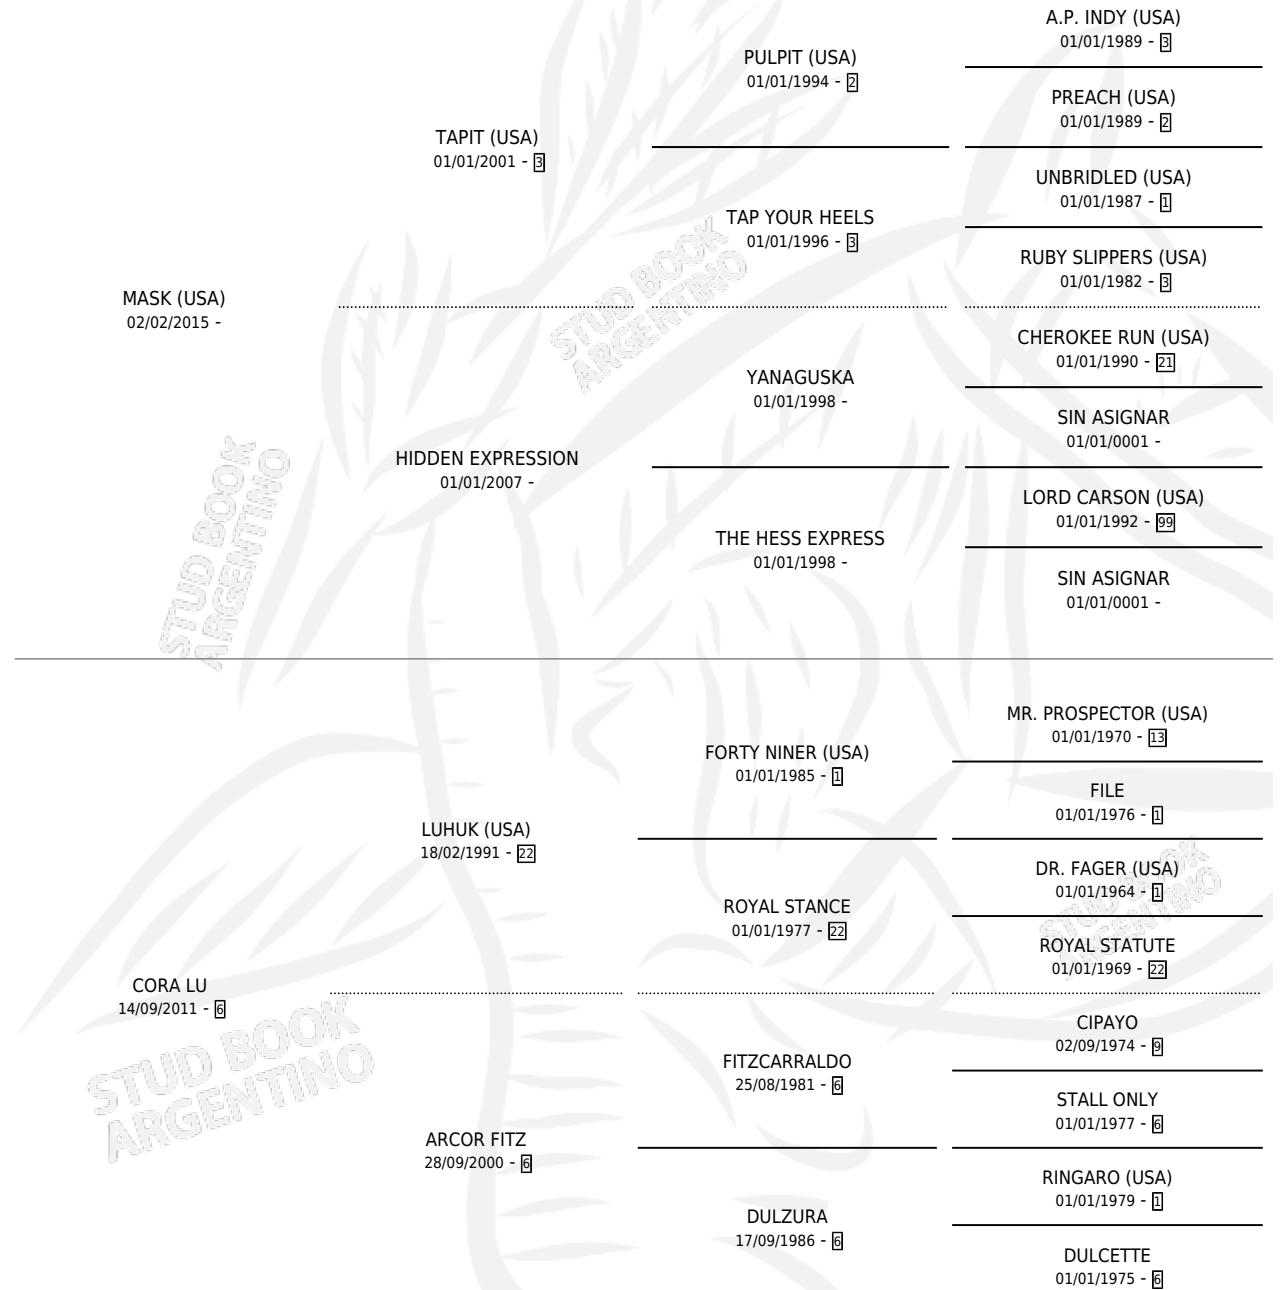 A.P. INDY (USA)
01/01/1989 - 3
PULPIT (USA)
01/01/1994 - 2
PREACH (USA)
01/01/1989 - 2
TAPIT (USA)
01/01/2001 - 3
UNBRIDLED (USA)
01/01/1987 - 1
TAP YOUR HEELS
01/01/1996 - 3
RUBY SLIPPERS (USA)
01/01/1982 - 3
MASK (USA)
02/02/2015 -
STUD BOOK
ARGENTINO
CHEROKEE RUN (USA)
01/01/1990 - 21
YANAGUSKA
01/01/1998 -
SIN ASIGNAR
01/01/0001 -
HIDDEN EXPRESSION
01/01/2007 -
LORD CARSON (USA)
01/01/1992 - 99
THE HESS EXPRESS
01/01/1998 -
SIN ASIGNAR
01/01/0001 -
STUD BOOK
ARGENTINO
MR. PROSPECTOR (USA)
01/01/1970 - 13
FORTY NINER (USA)
01/01/1985 - 1
FILE
01/01/1976 - 1
LUHUK (USA)
18/02/1991 - 22
DR. FAGER (USA)
01/01/1964 - 1
ROYAL STANCE
01/01/1977 - 22
ROYAL STATUTE
01/01/1969 - 22
STUD BOOK
ARGENTINO
CORA LU
14/09/2011 - 6
CIPAYO
02/09/1974 - 9
FITZCARRALDO
25/08/1981 - 6
STALL ONLY
01/01/1977 - 6
STUD BOOK
ARGENTINO
ARCOR FITZ
28/09/2000 - 6
RINGARO (USA)
01/01/1979 - 1
DULZURA
17/09/1986 - 6
DULCETTE
01/01/1975 - 6